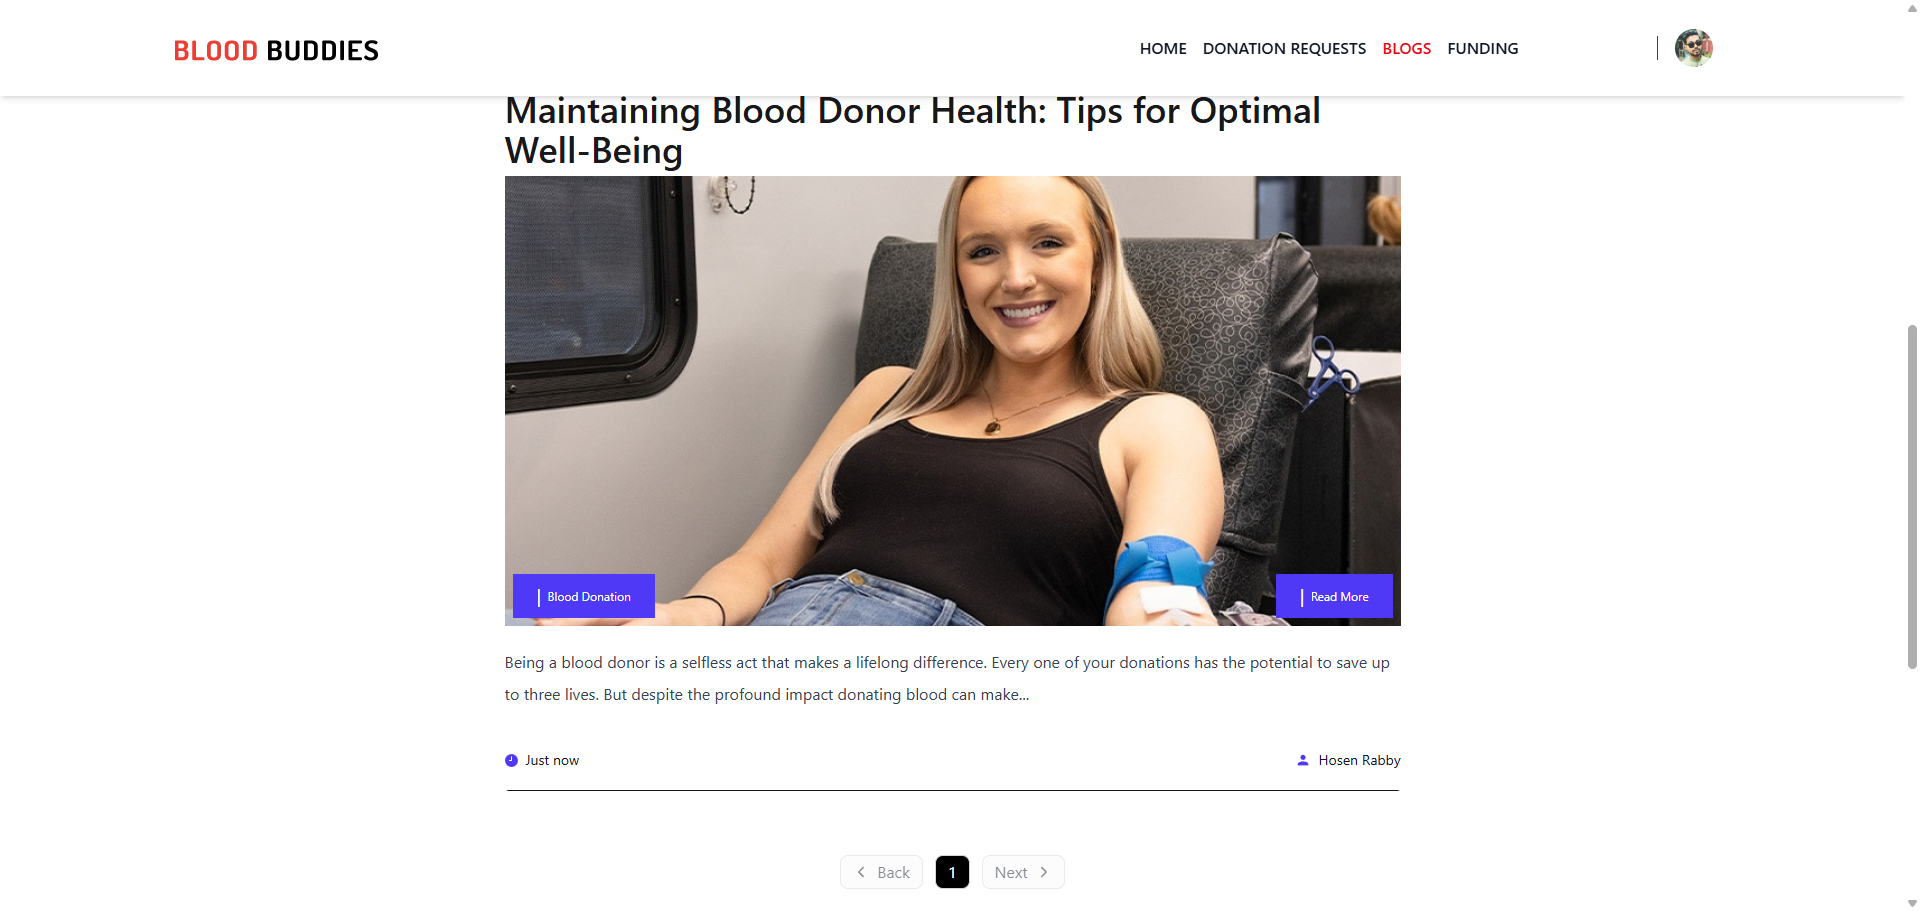 BLOOD BUDDIES
HOME DONATION REQUESTS BLOGS FUNDING
Maintaining Blood Donor Health: Tips for Optimal
Well-Being
Blood Donation
Read More
Being a blood donor is a selfless act that makes a lifelong difference. Every one of your donations has the potential to save up
to three lives. But despite the profound impact donating blood can make...
Just now
Hosen Rabby
Back 1 Next